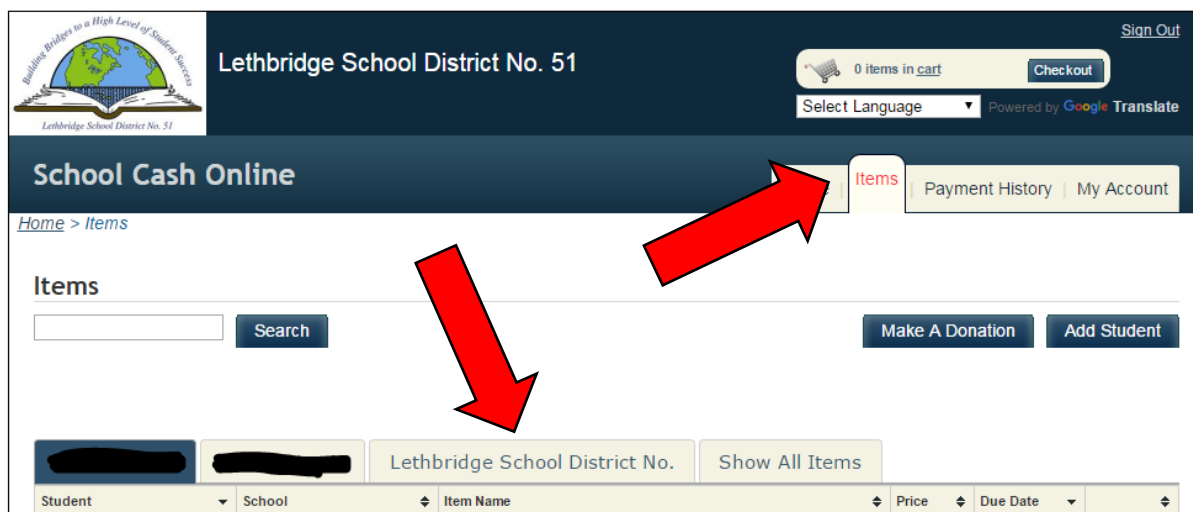 Building Bridges to a High Level of Student Success
Lethbridge School District No. 51
Lethbridge School District No. 51
Sign Out
0 items in cart
Checkout
Select Language
Powered by Google Translate
School Cash Online
Items
Payment History
My Account
Home > Items
Items
Search
Make A Donation
Add Student
Lethbridge School District No.
Show All Items
Student School Item Name Price Due Date